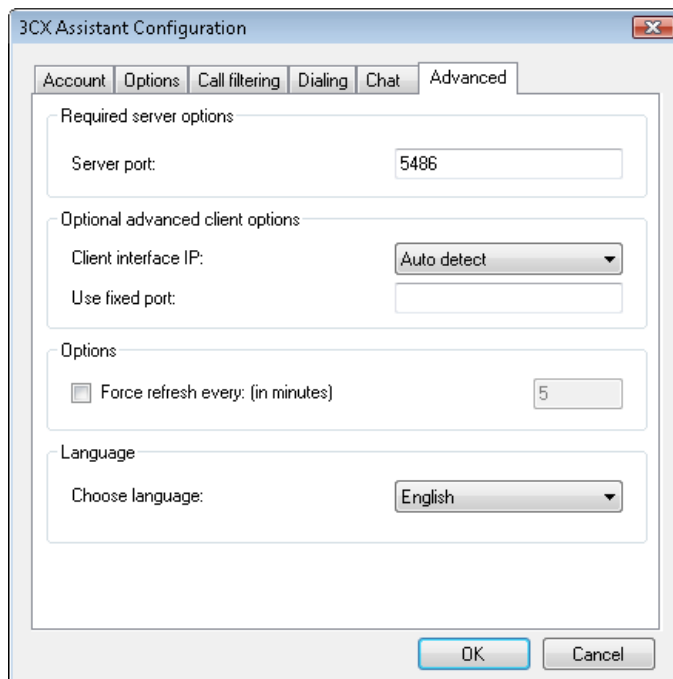 3CX Assistant Configuration
Account Options Call filtering Dialing Chat Advanced
Required server options
Server port: 5486
Optional advanced client options
Client interface IP: Auto detect
Use fixed port:
Options
Force refresh every: (in minutes) 5
Language
Choose language: English
OK Cancel